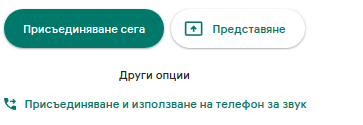 Присъединяване сега Представяне
Други опции
Присъединяване и използване на телефон за звук